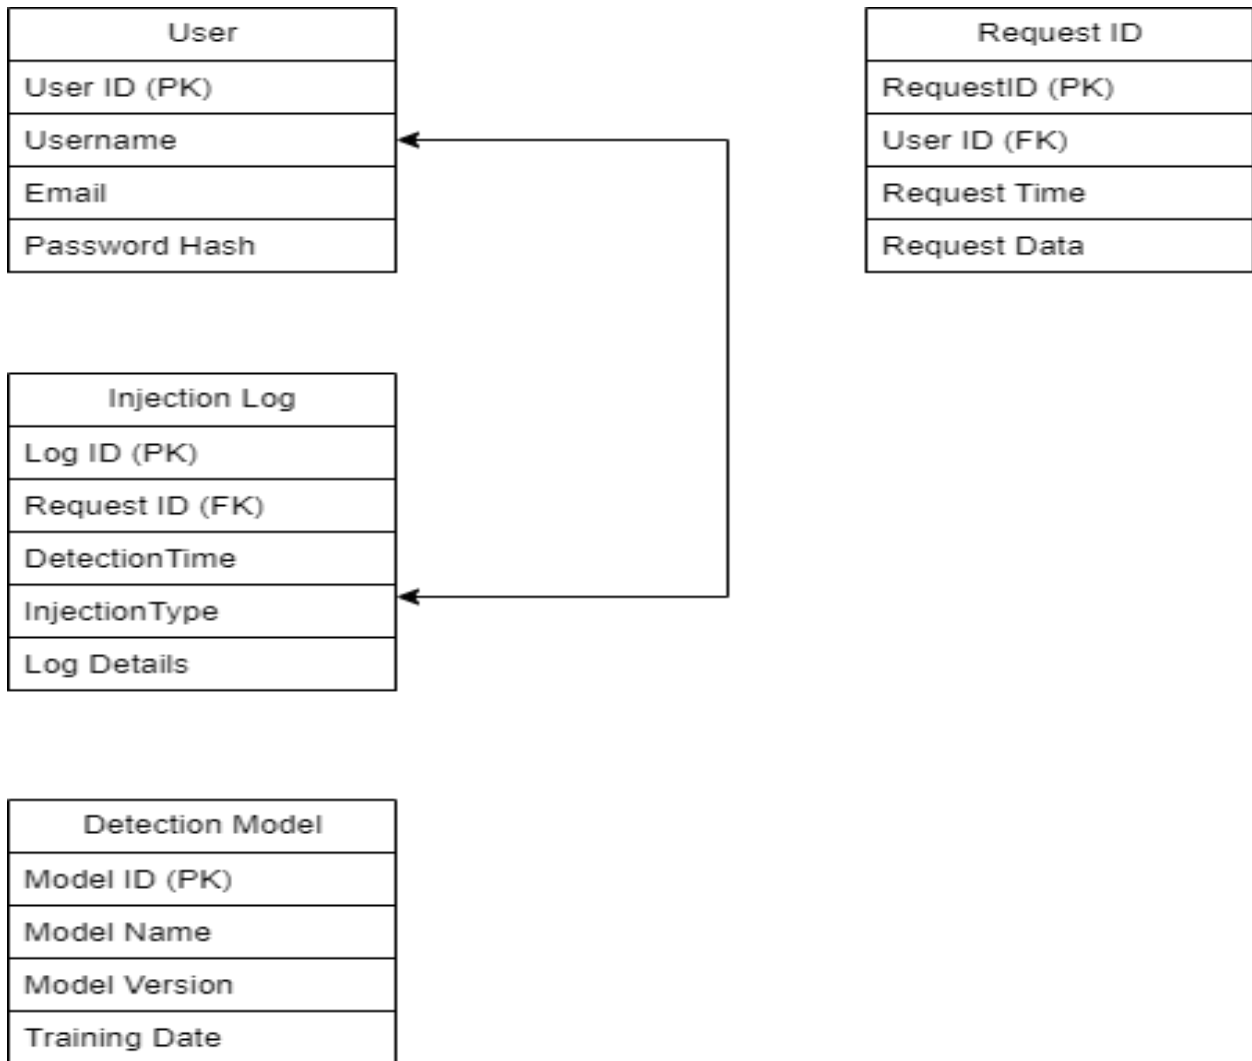 User
User ID (PK)
Username
Email
Password Hash
Request ID
RequestID (PK)
User ID (FK)
Request Time
Request Data
Injection Log
Log ID (PK)
Request ID (FK)
DetectionTime
InjectionType
Log Details
Detection Model
Model ID (PK)
Model Name
Model Version
Training Date